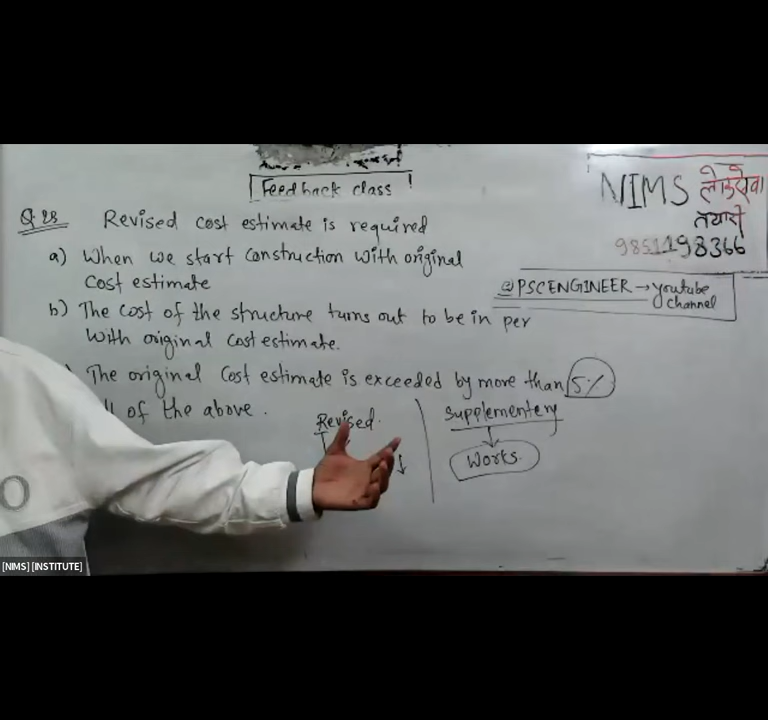 Feedback class!
NIMS लोकसेवा
तयारी
9851198366
@PSCENGINEER → youtube
channel
Q.28 Revised cost estimate is required
a) When we start construction with original
cost estimate
b) The cost of the structure turns out to be in per
with original cost estimate.
The original cost estimate is exceeded by more than 5%
of the above.
Revised.
Supplementery
Works.
[NIMS] [INSTITUTE]